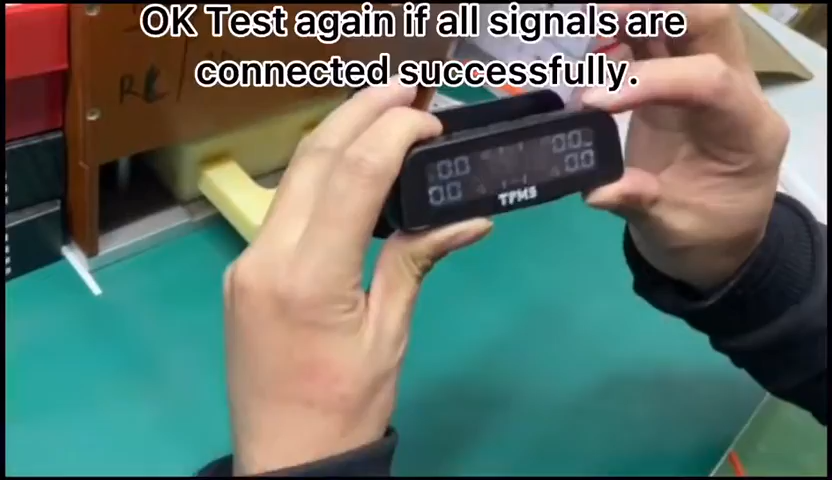 OK Test again if all signals are
connected successfully.
0.0 0.0
0.0 0.0
TPMS